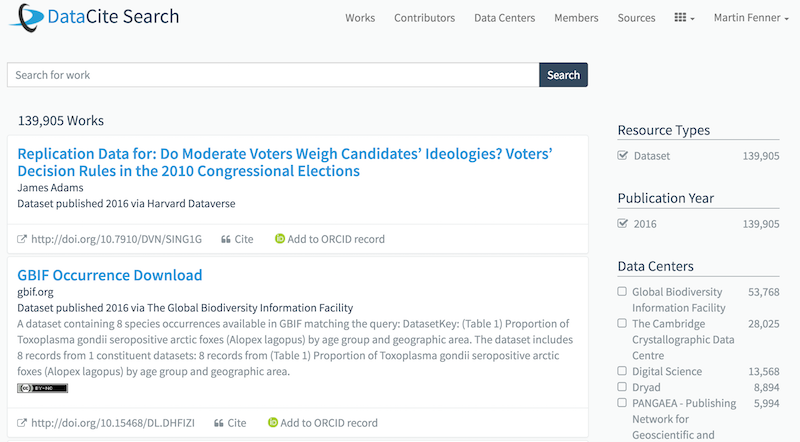 DataCite Search
Works Contributors Data Centers Members Sources Martin Fenner
Search for work Search
139,905 Works
Replication Data for: Do Moderate Voters Weigh Candidates’ Ideologies? Voters’
Decision Rules in the 2010 Congressional Elections
James Adams
Dataset published 2016 via Harvard Dataverse
http://doi.org/10.7910/DVN/SING1G Cite iD Add to ORCID record
GBIF Occurrence Download
gbif.org
Dataset published 2016 via The Global Biodiversity Information Facility
A dataset containing 8 species occurrences available in GBIF matching the query: DatasetKey: (Table 1) Proportion of
Toxoplasma gondii seropositive arctic foxes (Alopex lagopus) by age group and geographic area. The dataset includes
8 records from 1 constituent datasets: 8 records from (Table 1) Proportion of Toxoplasma gondii seropositive arctic
foxes (Alopex lagopus) by age group and geographic area.
cc BY-NC
http://doi.org/10.15468/DL.DHFIZI Cite iD Add to ORCID record
Resource Types
Dataset 139,905
Publication Year
2016 139,905
Data Centers
Global Biodiversity 53,768
Information Facility
The Cambridge 28,025
Crystallographic Data
Centre
Digital Science 13,568
Dryad 8,894
PANGAEA - Publishing 5,994
Network for
Geoscientific and